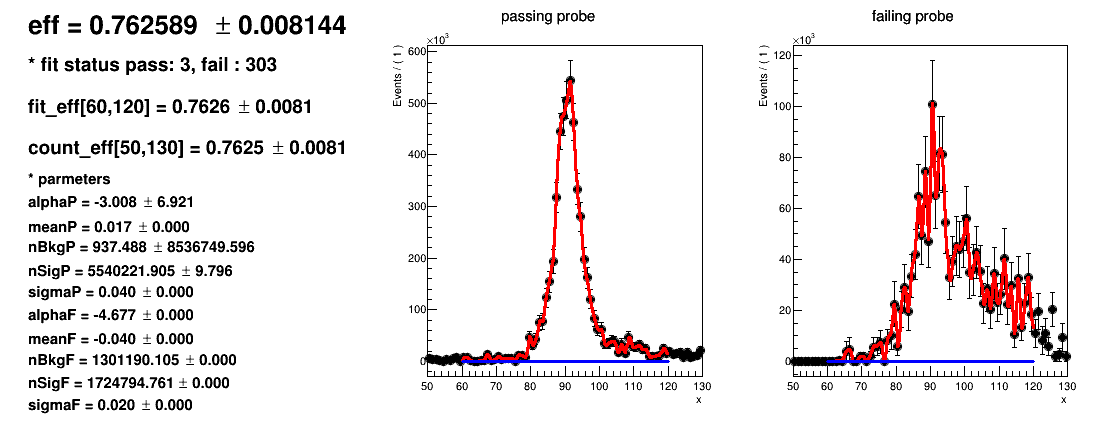 eff = 0.762589 ± 0.008144
* fit status pass: 3, fail : 303
fit_eff[60,120] = 0.7626 ± 0.0081
count_eff[50,130] = 0.7625 ± 0.0081
* parmeters
alphaP = -3.008 ± 6.921
meanP = 0.017 ± 0.000
nBkgP = 937.488 ± 8536749.596
nSigP = 5540221.905 ± 9.796
sigmaP = 0.040 ± 0.000
alphaF = -4.677 ± 0.000
meanF = -0.040 ± 0.000
nBkgF = 1301190.105 ± 0.000
nSigF = 1724794.761 ± 0.000
sigmaF = 0.020 ± 0.000
passing probe
×10³
Events / ( 1 )
600
500
400
300
200
100
0
50 60 70 80 90 100 110 120 130
x
failing probe
×10³
Events / ( 1 )
120
100
80
60
40
20
0
50 60 70 80 90 100 110 120 130
x